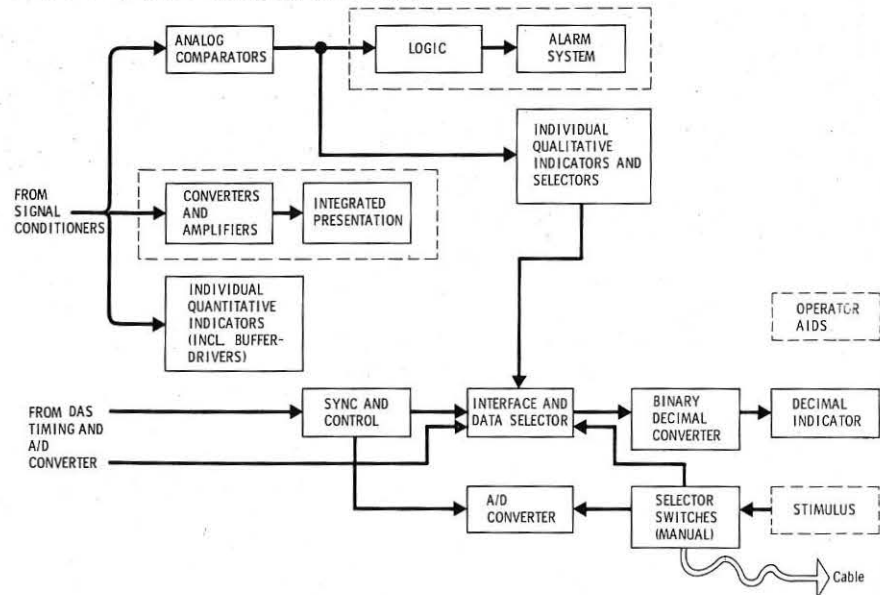 ANALOG
COMPARATORS
LOGIC
ALARM
SYSTEM
INDIVIDUAL
QUALITATIVE
INDICATORS AND
SELECTORS
FROM
SIGNAL
CONDITIONERS
CONVERTERS
AND
AMPLIFIERS
INTEGRATED
PRESENTATION
INDIVIDUAL
QUANTITATIVE
INDICATORS
(INCL. BUFFER-
DRIVERS)
OPERATOR
AIDS
FROM DAS
TIMING AND
A/D
CONVERTER
SYNC AND
CONTROL
INTERFACE AND
DATA SELECTOR
BINARY
DECIMAL
CONVERTER
DECIMAL
INDICATOR
A/D
CONVERTER
SELECTOR
SWITCHES
(MANUAL)
STIMULUS
Cable